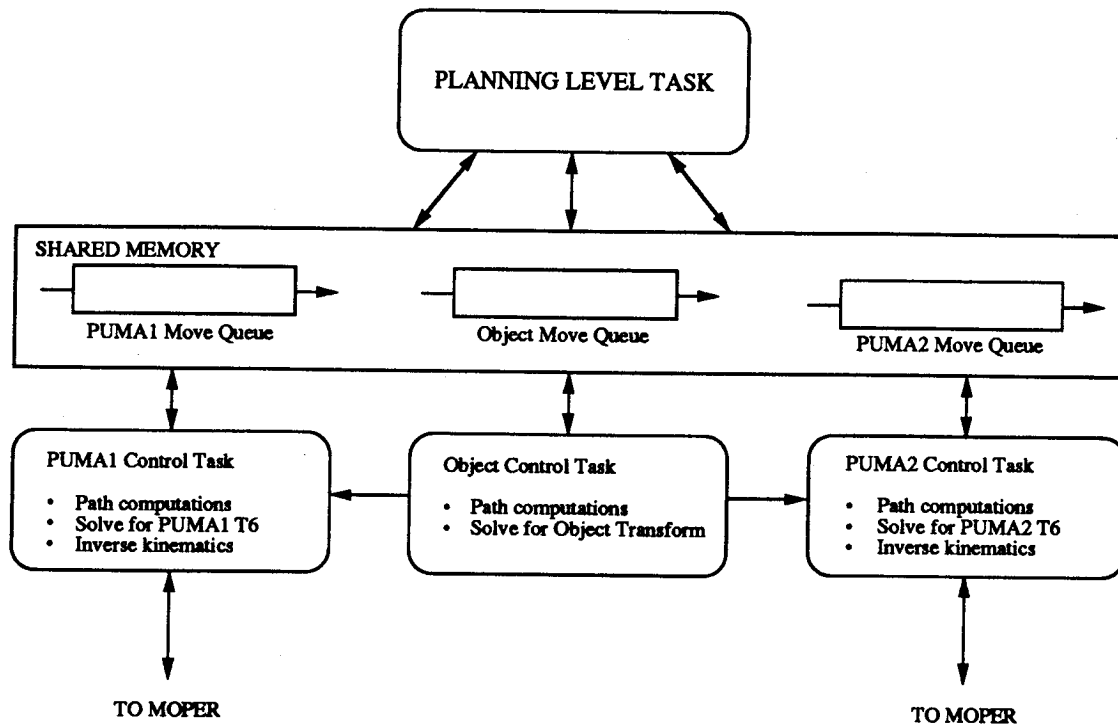 PLANNING LEVEL TASK
SHARED MEMORY
PUMA1 Move Queue
Object Move Queue
PUMA2 Move Queue
PUMA1 Control Task
• Path computations
• Solve for PUMA1 T6
• Inverse kinematics
Object Control Task
• Path computations
• Solve for Object Transform
PUMA2 Control Task
• Path computations
• Solve for PUMA2 T6
• Inverse kinematics
TO MOPER
TO MOPER